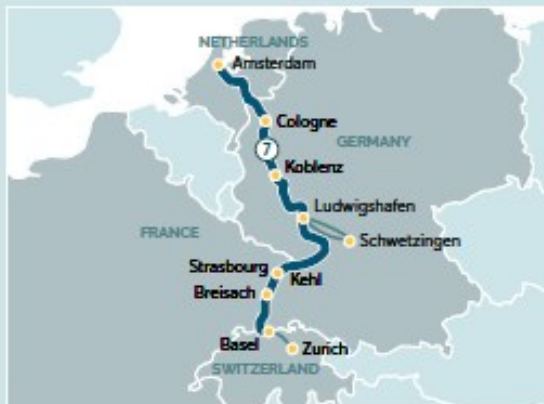 NETHERLANDS
Amsterdam
Cologne
7
GERMANY
Koblenz
Ludwigshafen
FRANCE
Schwetzingen
Strasbourg
Kehl
Breisach
Basel
Zurich
SWITZERLAND